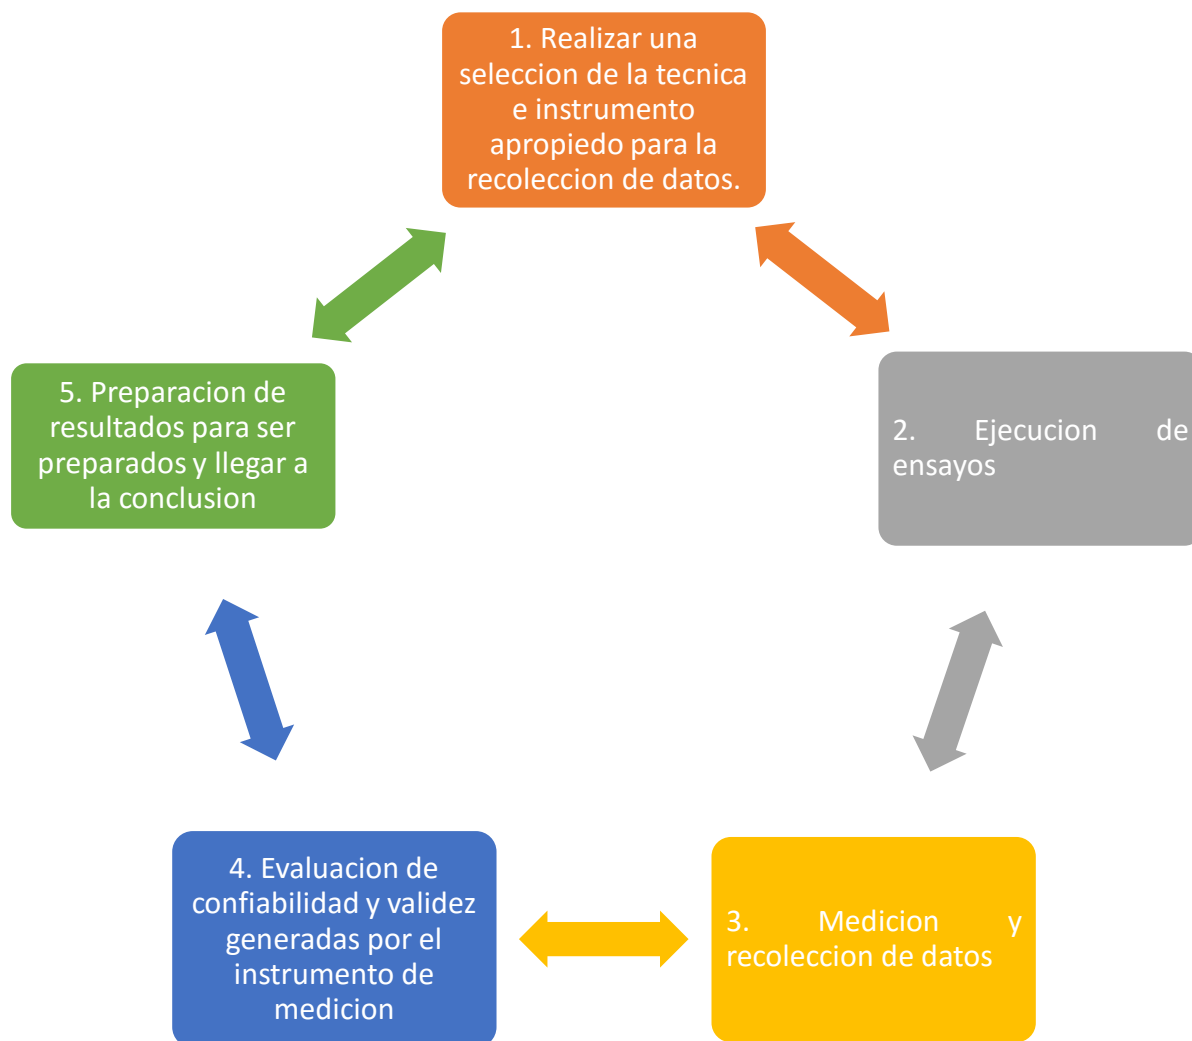 1. Realizar una
seleccion de la tecnica
e instrumento
apropiedo para la
recoleccion de datos.
2. Ejecucion de
ensayos
3. Medicion y
recoleccion de datos
4. Evaluacion de
confiabilidad y validez
generadas por el
instrumento de
medicion
5. Preparacion de
resultados para ser
preparados y llegar a
la conclusion